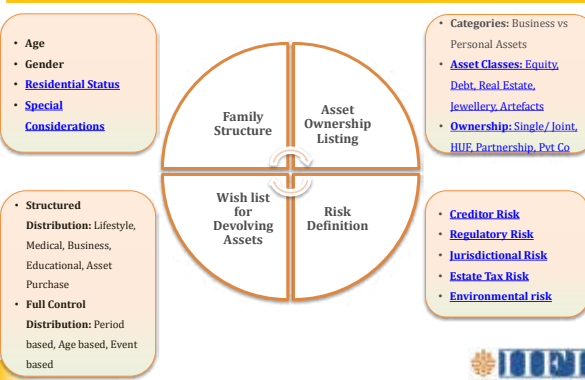 • Age
• Gender
• Residential Status
• Special
Considerations
Family
Structure
Asset
Ownership
Listing
• Categories: Business vs
Personal Assets
• Asset Classes: Equity,
Debt, Real Estate,
Jewellery, Artefacts
• Ownership: Single/ Joint,
HUF, Partnership, Pvt Co
• Structured
Distribution: Lifestyle,
Medical, Business,
Educational, Asset
Purchase
• Full Control
Distribution: Period
based, Age based, Event
based
Wish list
for
Devolving
Assets
Risk
Definition
• Creditor Risk
• Regulatory Risk
• Jurisdictional Risk
• Estate Tax Risk
• Environmental risk